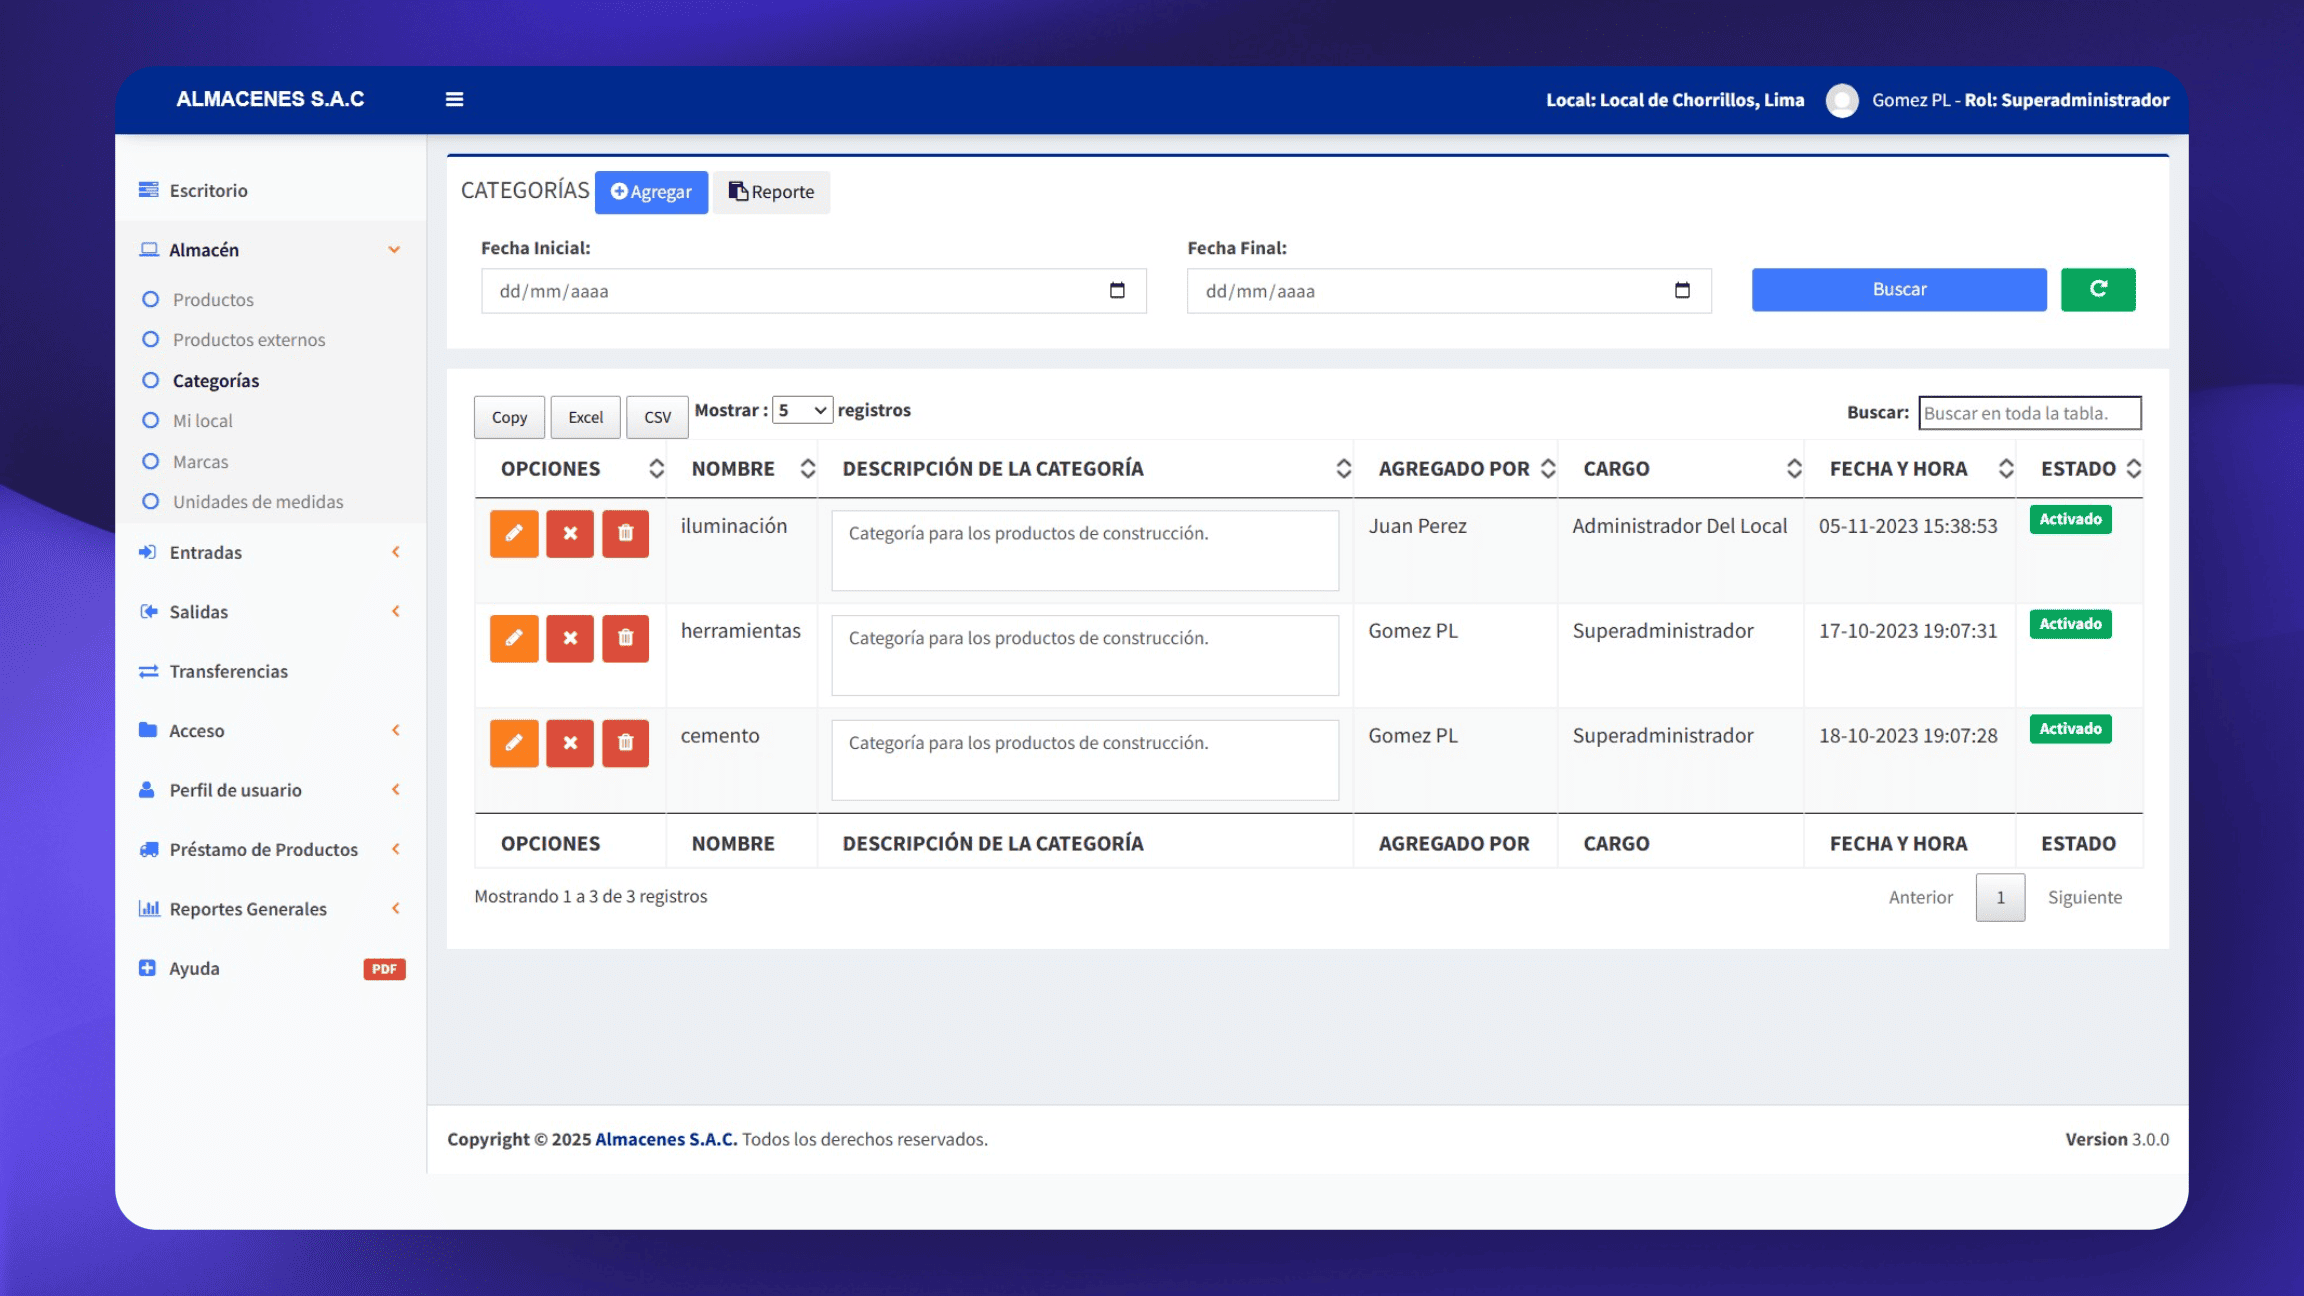 ALMACENES S.A.C
Local: Local de Chorrillos, Lima
Gomez PL - Rol: Superadministrador
Escritorio
Almacén
Productos
Productos externos
Categorías
Mi local
Marcas
Unidades de medidas
Entradas
Salidas
Transferencias
Acceso
Perfil de usuario
Préstamo de Productos
Reportes Generales
Ayuda PDF
CATEGORÍAS Agregar Reporte
Fecha Inicial: Fecha Final:
dd/mm/aaaa dd/mm/aaaa Buscar
Copy Excel CSV Mostrar : 5 registros Buscar: Buscar en toda la tabla.
OPCIONES NOMBRE DESCRIPCIÓN DE LA CATEGORÍA AGREGADO POR CARGO FECHA Y HORA ESTADO
iluminación Categoría para los productos de construcción. Juan Perez Administrador Del Local 05-11-2023 15:38:53 Activado
herramientas Categoría para los productos de construcción. Gomez PL Superadministrador 17-10-2023 19:07:31 Activado
cemento Categoría para los productos de construcción. Gomez PL Superadministrador 18-10-2023 19:07:28 Activado
OPCIONES NOMBRE DESCRIPCIÓN DE LA CATEGORÍA AGREGADO POR CARGO FECHA Y HORA ESTADO
Mostrando 1 a 3 de 3 registros Anterior 1 Siguiente
Copyright © 2025 Almacenes S.A.C. Todos los derechos reservados. Version 3.0.0